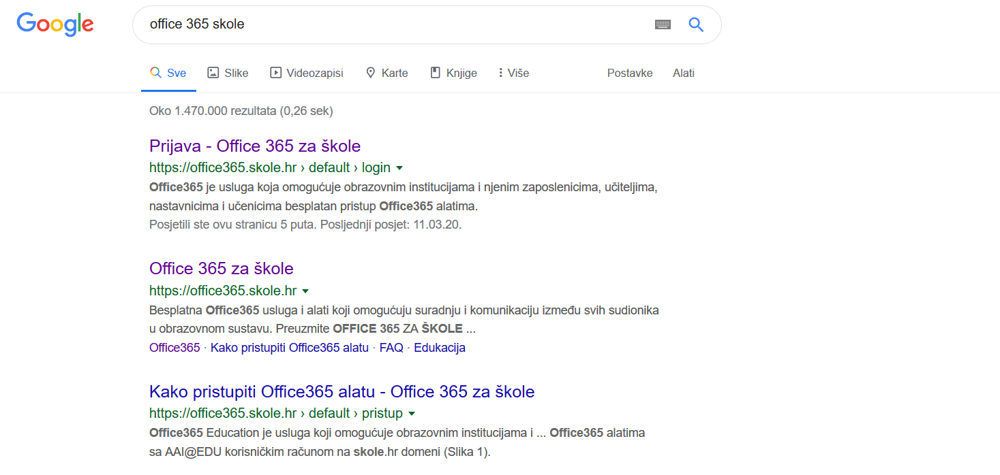 Google
office 365 skole
Sve Slike Videozapisi Karte Knjige Više Postavke Alati
Oko 1.470.000 rezultata (0,26 sek)
Prijava - Office 365 za škole
https://office365.skole.hr › default › login
Office365 je usluga koja omogućuje obrazovnim institucijama i njenim zaposlenicima, učiteljima,
nastavnicima i učenicima besplatan pristup Office365 alatima.
Posjetili ste ovu stranicu 5 puta. Posljednji posjet: 11.03.20.
Office 365 za škole
https://office365.skole.hr
Besplatna Office365 usluga i alati koji omogućuju suradnju i komunikaciju između svih sudionika
u obrazovnom sustavu. Preuzmite OFFICE 365 ZA ŠKOLE ...
Office365 · Kako pristupiti Office365 alatu · FAQ · Edukacija
Kako pristupiti Office365 alatu - Office 365 za škole
https://office365.skole.hr › default › pristup
Office365 Education je usluga koji omogućuje obrazovnim institucijama i ... Office365 alatima
sa AAI@EDU korisničkim računom na skole.hr domeni (Slika 1).